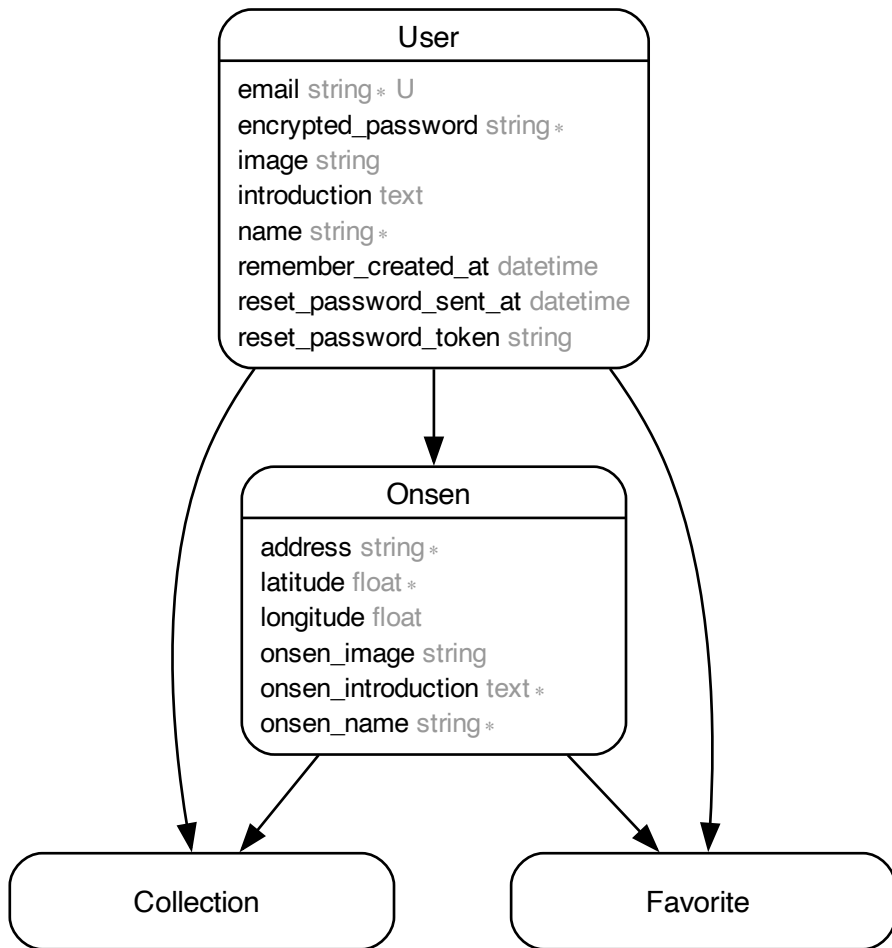 User
email string ∗ U
encrypted_password string ∗
image string
introduction text
name string ∗
remember_created_at datetime
reset_password_sent_at datetime
reset_password_token string
Onsen
address string ∗
latitude float ∗
longitude float
onsen_image string
onsen_introduction text ∗
onsen_name string ∗
Collection
Favorite